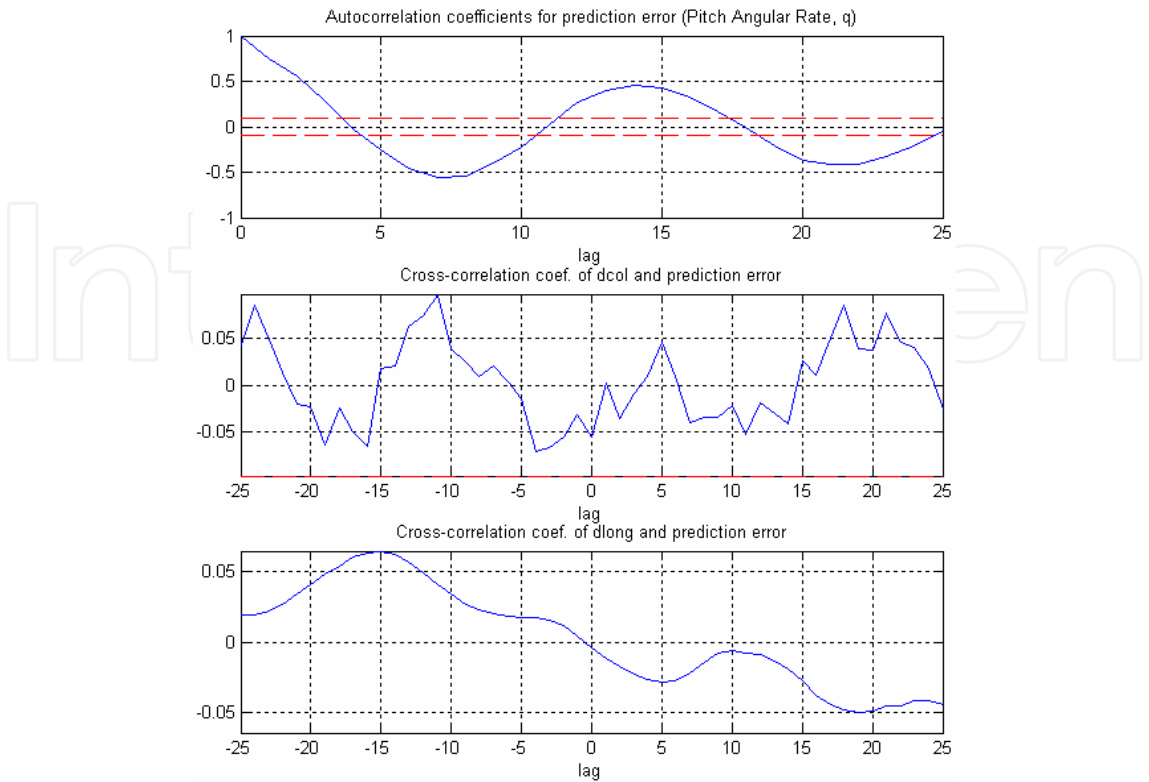 Autocorrelation coefficients for prediction error (Pitch Angular Rate, q)
1
0.5
0
-0.5
-1
0 5 10 15 20 25
lag
Cross-correlation coef. of dcol and prediction error
0.05
0
-0.05
-25 -20 -15 -10 -5 0 5 10 15 20 25
lag
Cross-correlation coef. of dlong and prediction error
0.05
0
-0.05
-25 -20 -15 -10 -5 0 5 10 15 20 25
lag